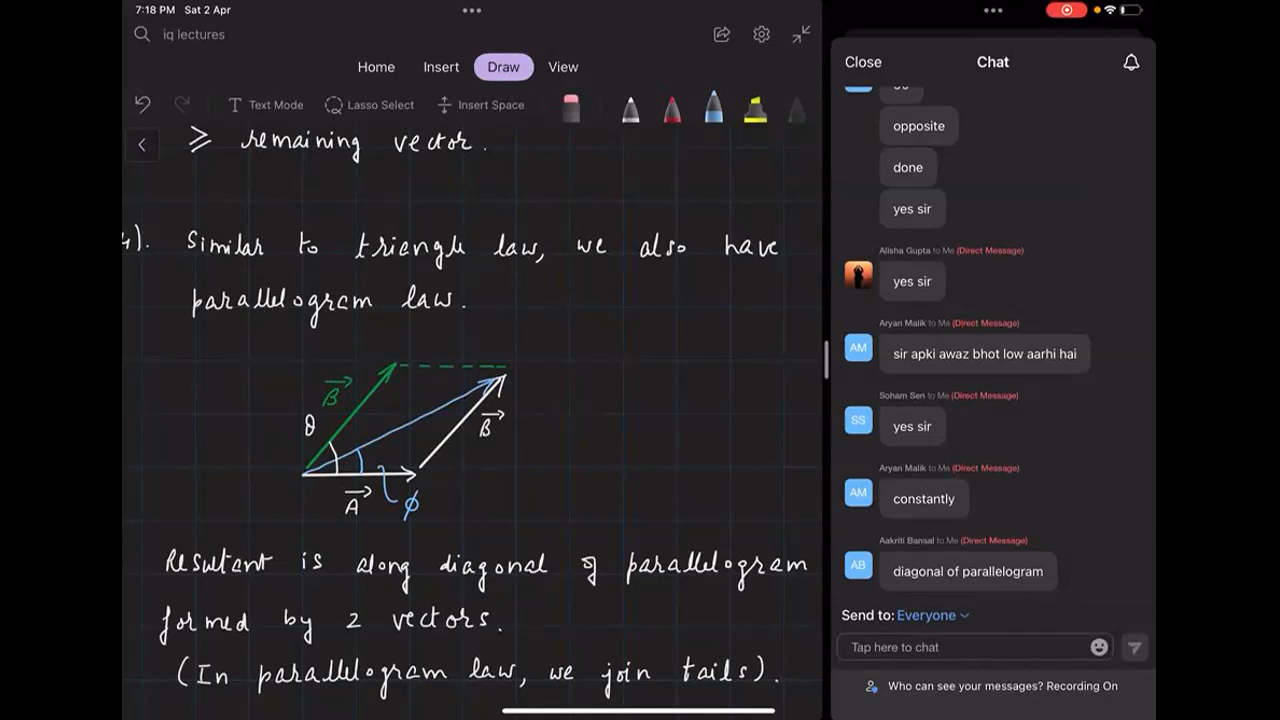 7:18 PM Sat 2 Apr
iq lectures
Home Insert Draw View
Text Mode Lasso Select Insert Space
≥ remaining vector.
4). Similar to triangle law, we also have
parallelogram law.
B
θ
B
A
ϕ
Resultant is along diagonal of parallelogram
formed by 2 vectors.
(In parallelogram law, we join tails).
Close Chat
opposite
done
yes sir
Alisha Gupta to Me (Direct Message)
yes sir
Aryan Malik to Me (Direct Message)
AM
sir apki awaz bhot low aarhi hai
Soham Sen to Me (Direct Message)
SS
yes sir
Aryan Malik to Me (Direct Message)
AM
constantly
Aakriti Bansal to Me (Direct Message)
AB
diagonal of parallelogram
Send to: Everyone
Tap here to chat
Who can see your messages? Recording On